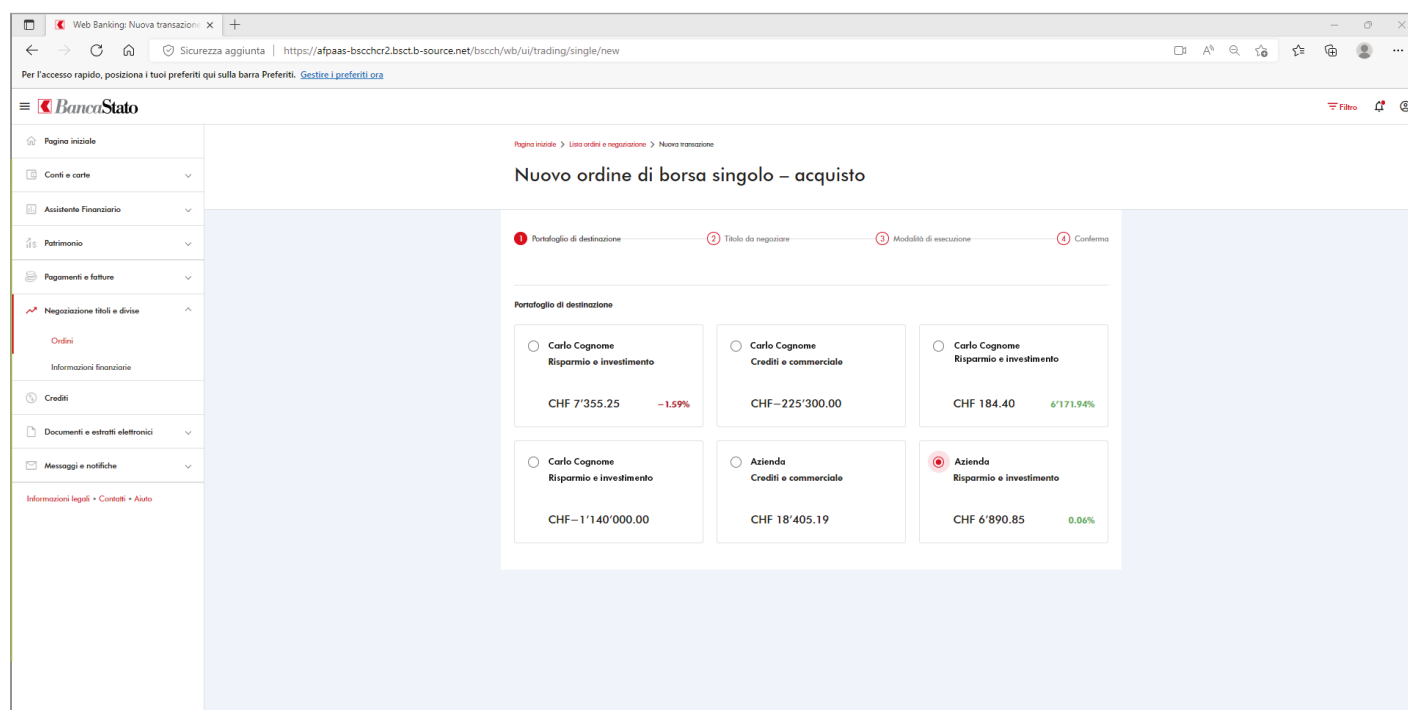 Web Banking: Nuova transazione
Sicurezza aggiunta | https://afpaas-bscchcr2.bsct.b-source.net/bscch/wb/ui/trading/single/new
Per l'accesso rapido, posiziona i tuoi preferiti qui sulla barra Preferiti. Gestire i preferiti ora
BancaStato
Filtro
Pagina iniziale
Conti e carte
Assistente Finanziario
Patrimonio
Pagamenti e fatture
Negoziazione titoli e divise
Ordini
Informazioni finanziarie
Crediti
Documenti e estratti elettronici
Messaggi e notifiche
Informazioni legali • Contatti • Aiuto
Pagina iniziale > Lista ordini e negoziazione > Nuova transazione
Nuovo ordine di borsa singolo – acquisto
1 Portafoglio di destinazione 2 Titolo da negoziare 3 Modalità di esecuzione 4 Conferma
Portafoglio di destinazione
Carlo Cognome
Risparmio e investimento
CHF 7'355.25 –1.59%
Carlo Cognome
Crediti e commerciale
CHF–225'300.00
Carlo Cognome
Risparmio e investimento
CHF 184.40 6'171.94%
Carlo Cognome
Risparmio e investimento
CHF–1'140'000.00
Azienda
Crediti e commerciale
CHF 18'405.19
Azienda
Risparmio e investimento
CHF 6'890.85 0.06%